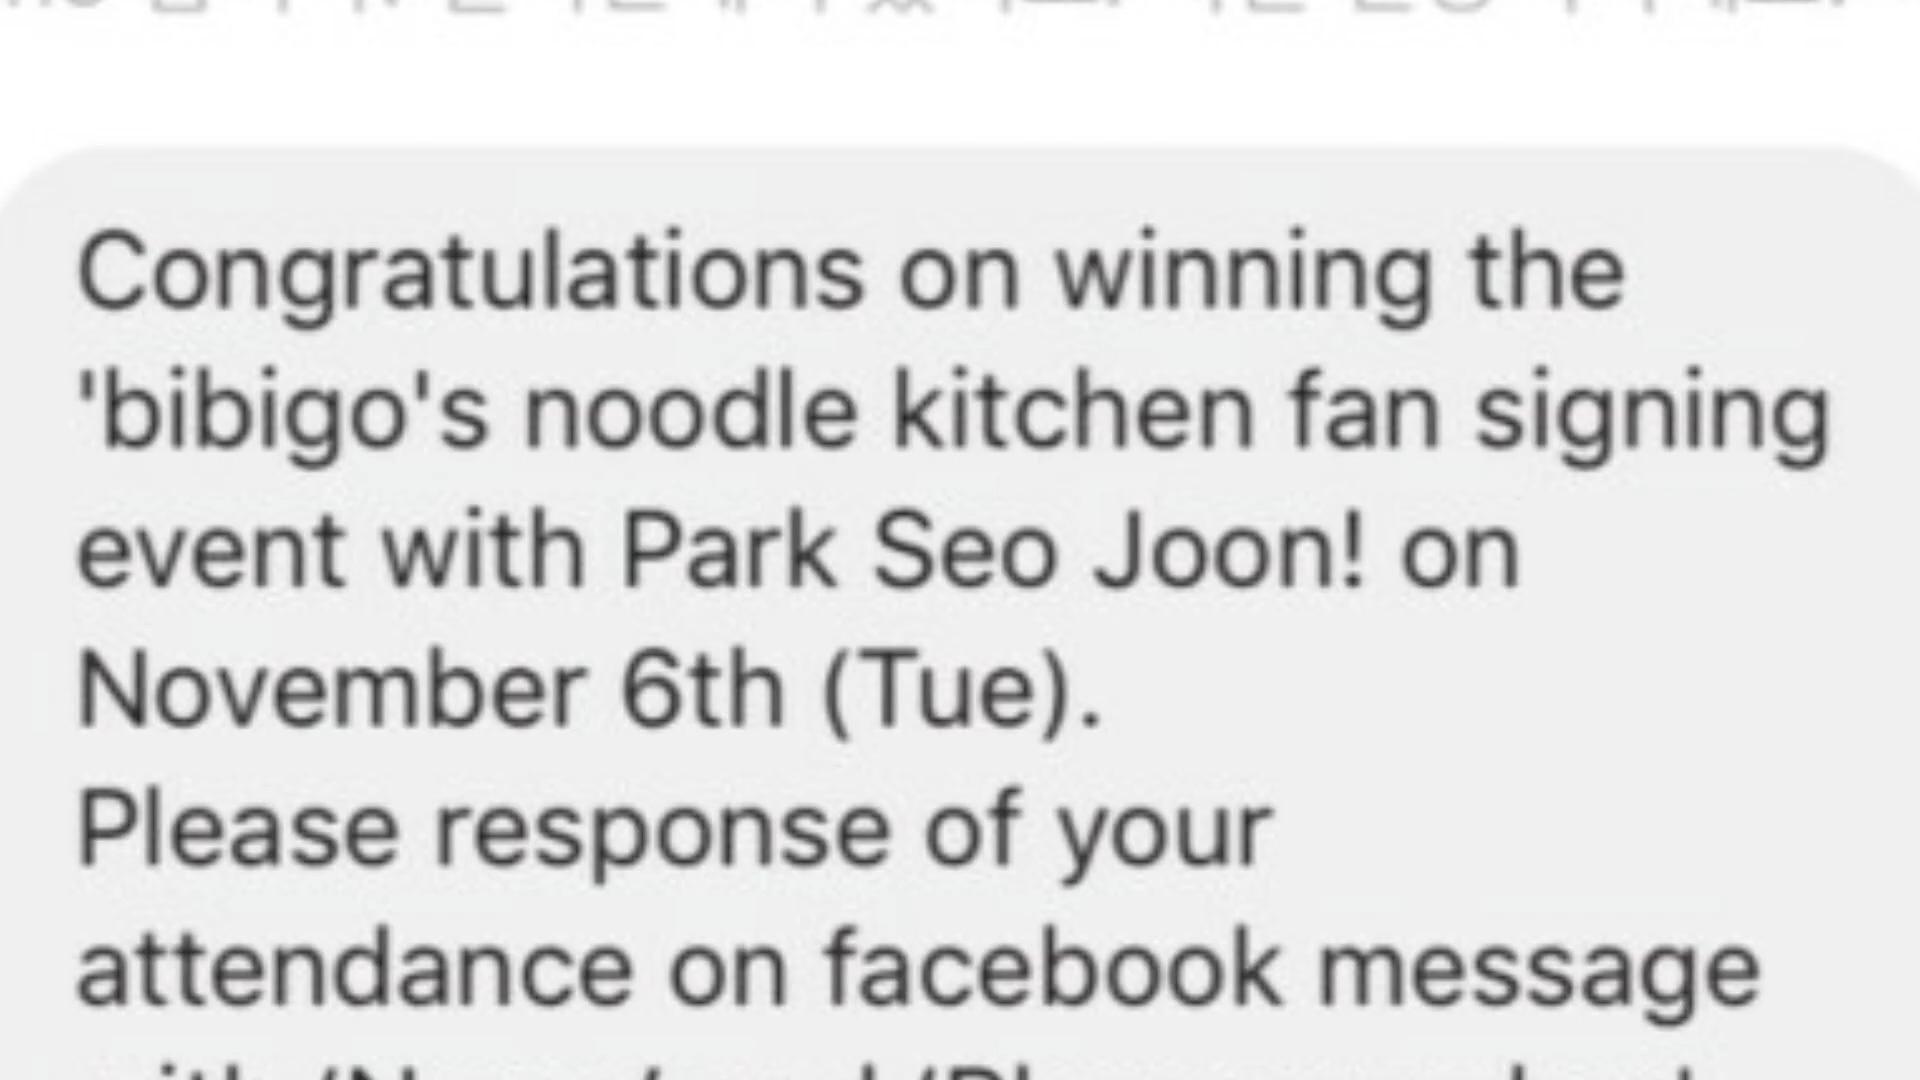 Congratulations on winning the
'bibigo's noodle kitchen fan signing
event with Park Seo Joon! on
November 6th (Tue).
Please response of your
attendance on facebook message